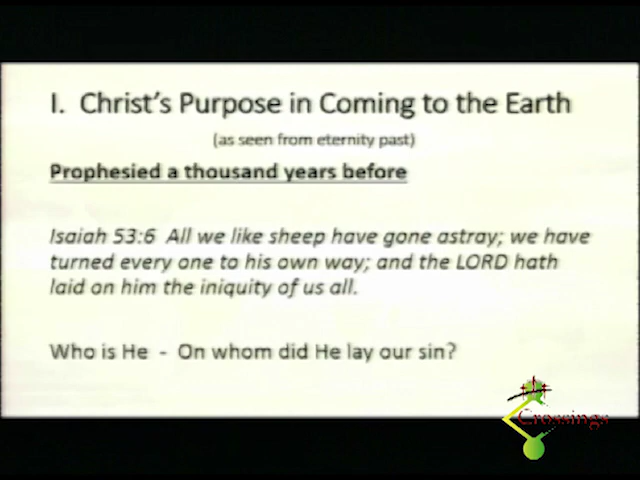 I. Christ's Purpose in Coming to the Earth
(as seen from eternity past)
Prophesied a thousand years before
Isaiah 53:6 All we like sheep have gone astray; we have
turned every one to his own way; and the LORD hath
laid on him the iniquity of us all.
Who is He - On whom did He lay our sin?
Crossings